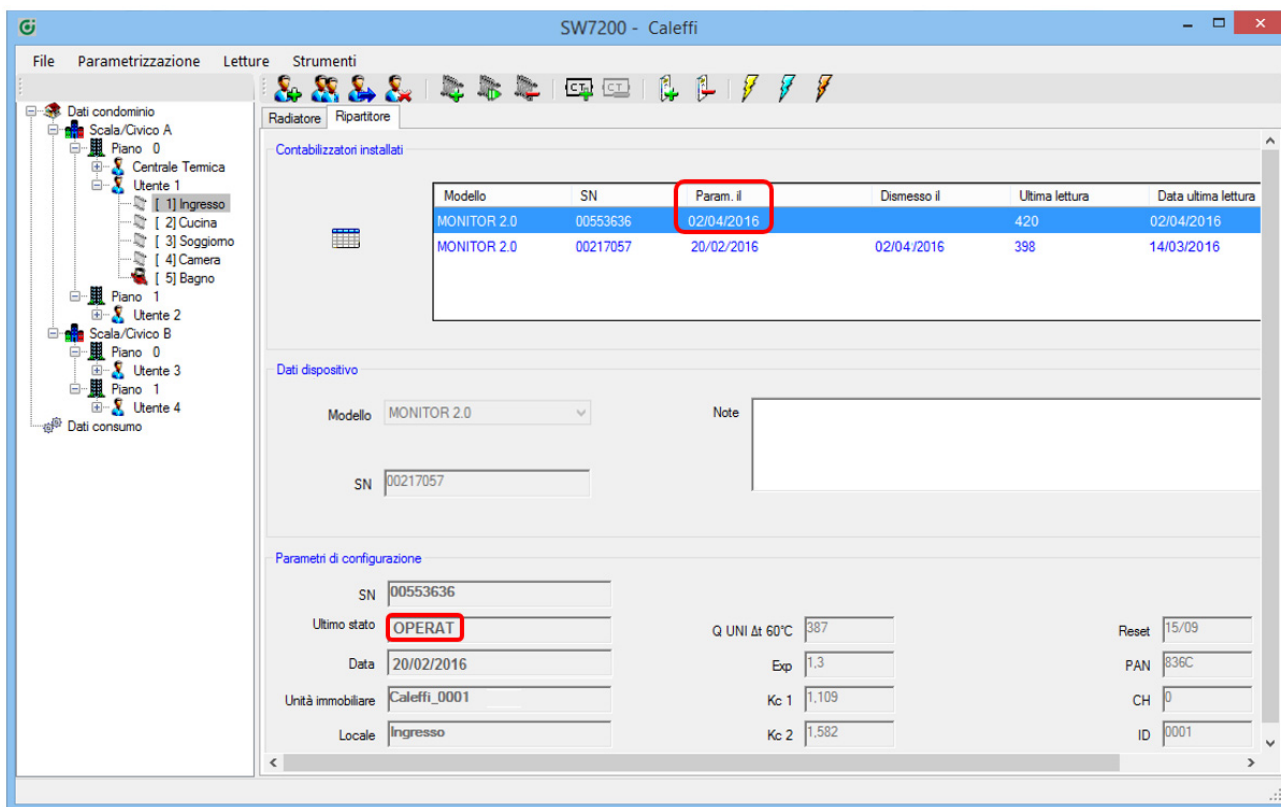 SW7200 - Caleffi
File Parametrizzazione Letture Strumenti
Dati condominio
Scala/Civico A
Piano 0
Centrale Termica
Utente 1
[ 1] Ingresso
[ 2] Cucina
[ 3] Soggiorno
[ 4] Camera
[ 5] Bagno
Piano 1
Utente 2
Scala/Civico B
Piano 0
Utente 3
Piano 1
Utente 4
Dati consumo
CT CT
Radiatore Ripartitore
Contabilizzatori installati
Modello SN Param. il Dismesso il Ultima lettura Data ultima lettura
MONITOR 2.0 00553636 02/04/2016 420 02/04/2016
MONITOR 2.0 00217057 20/02/2016 02/04/2016 398 14/03/2016
Dati dispositivo
Modello MONITOR 2.0 Note
SN 00217057
Parametri di configurazione
SN 00553636
Ultimo stato OPERAT Q UNI Δt 60°C 387 Reset 15/09
Data 20/02/2016 Exp 1,3 PAN 836C
Unità immobiliare Caleffi_0001 Kc 1 1,109 CH 0
Locale Ingresso Kc 2 1,582 ID 0001